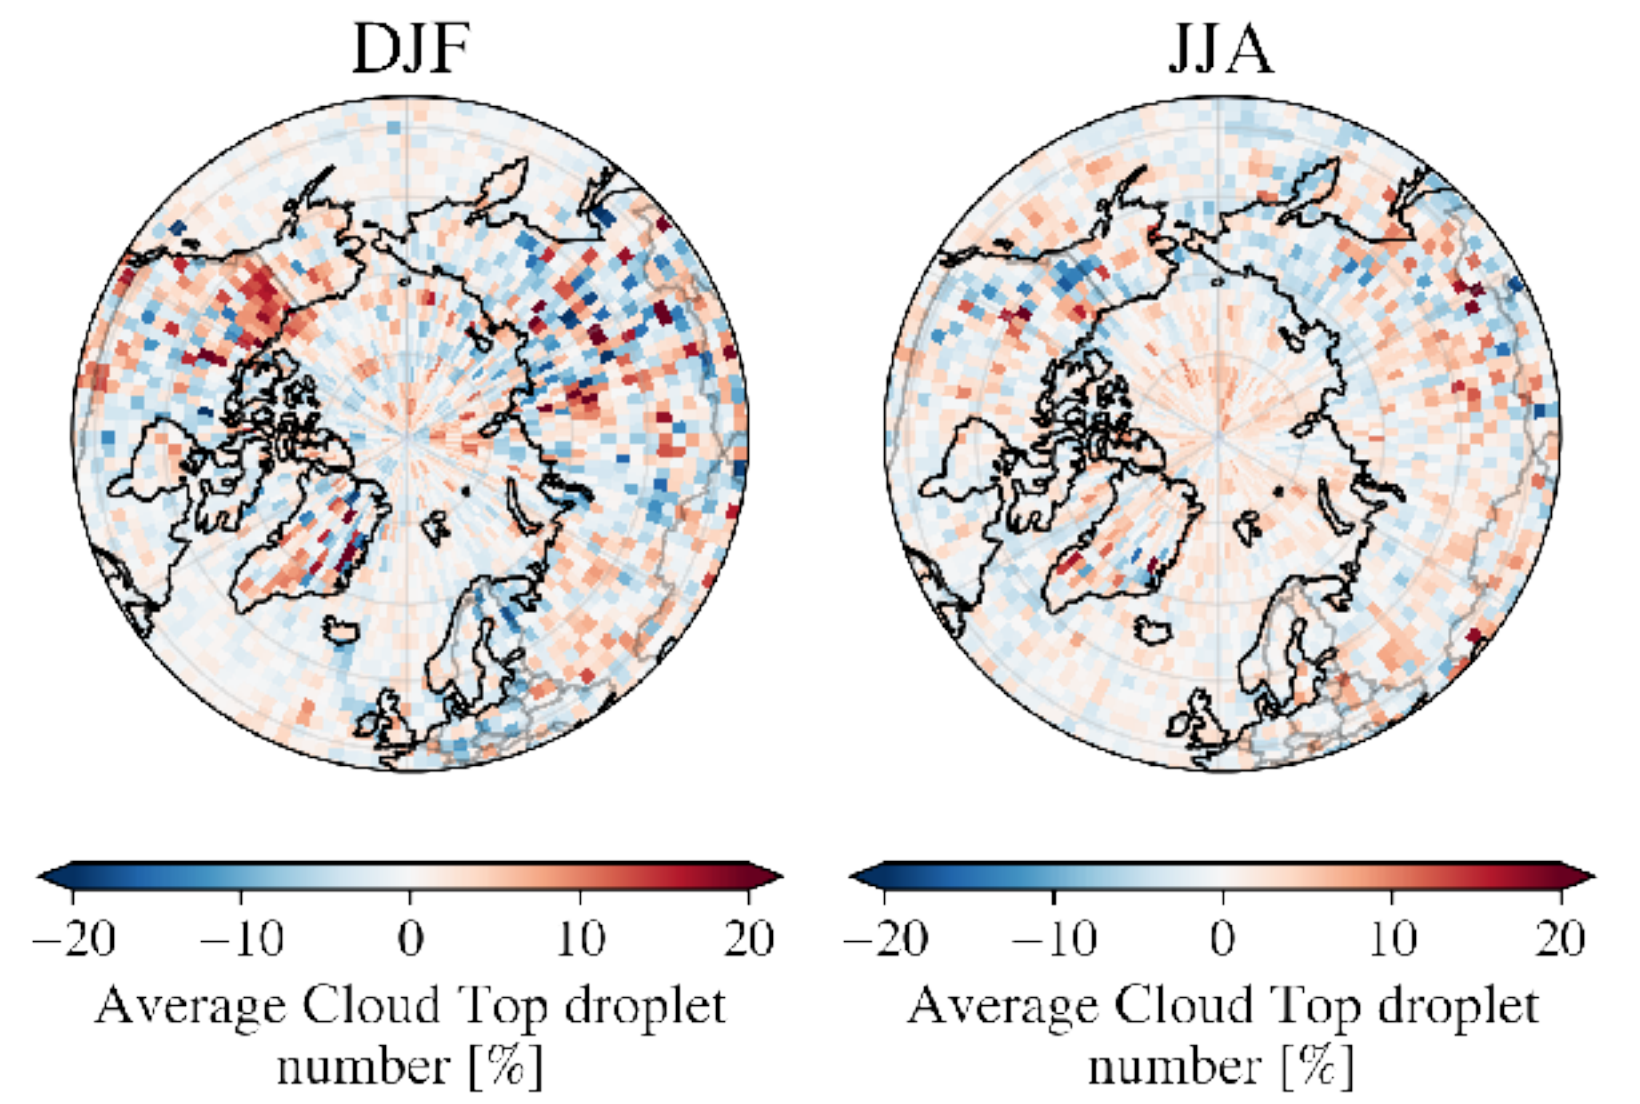 DJF JJA
−20 −10 0 10 20 −20 −10 0 10 20
Average Cloud Top droplet Average Cloud Top droplet
number [%] number [%]